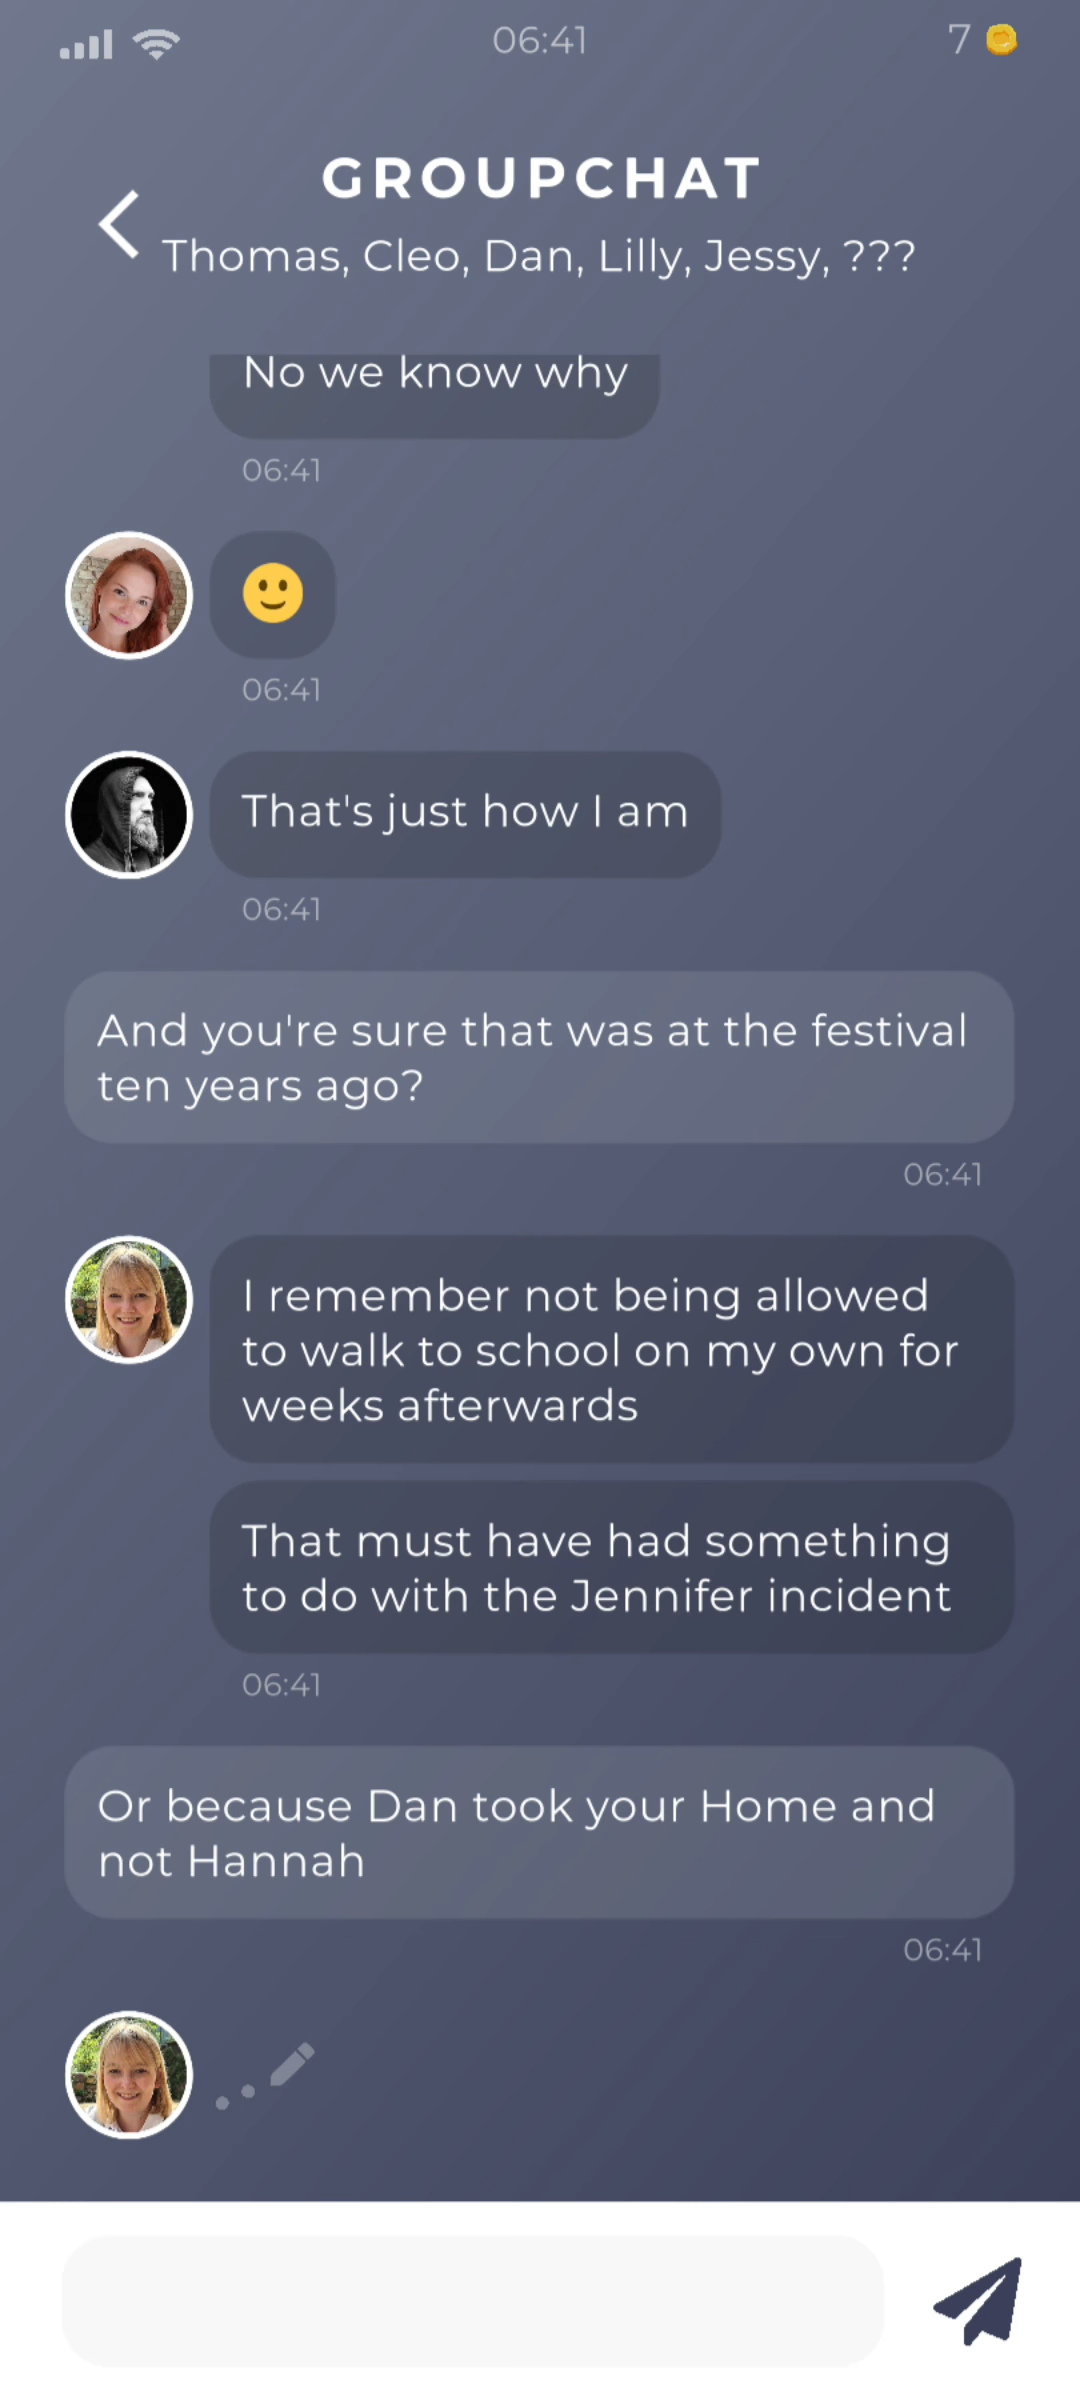 06:41
7
GROUPCHAT
Thomas, Cleo, Dan, Lilly, Jessy, ???
No we know why
06:41
06:41
That's just how I am
06:41
And you're sure that was at the festival
ten years ago?
06:41
I remember not being allowed
to walk to school on my own for
weeks afterwards
That must have had something
to do with the Jennifer incident
06:41
Or because Dan took your Home and
not Hannah
06:41